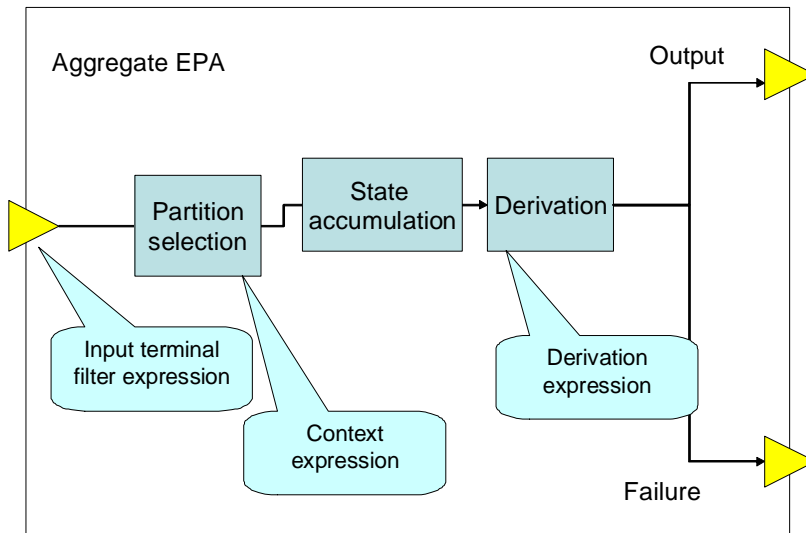 Aggregate EPA
Output
Partition
selection
State
accumulation
Derivation
Input terminal
filter expression
Context
expression
Derivation
expression
Failure